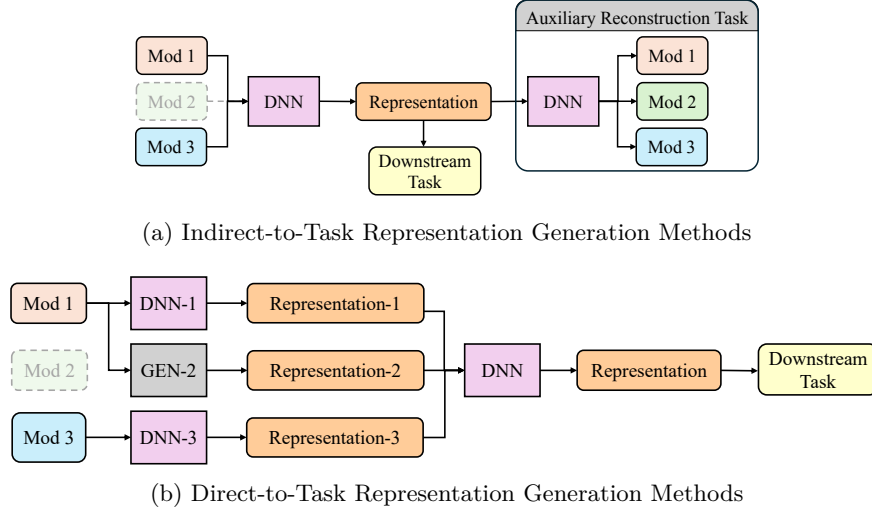 Auxiliary Reconstruction Task
Mod 1
Mod 2
Mod 3
DNN
Representation
Downstream
Task
DNN
Mod 1
Mod 2
Mod 3
(a) Indirect-to-Task Representation Generation Methods
Mod 1
DNN-1
Representation-1
Mod 2
GEN-2
Representation-2
DNN
Representation
Downstream
Task
Mod 3
DNN-3
Representation-3
(b) Direct-to-Task Representation Generation Methods